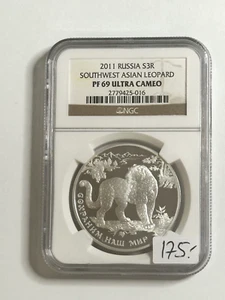 2011 RUSSIA S3R
SOUTHWEST ASIAN LEOPARD
PF 69 ULTRA CAMEO
2779425-016
NGC
СОХРАНИМ НАШ МИР
175.-